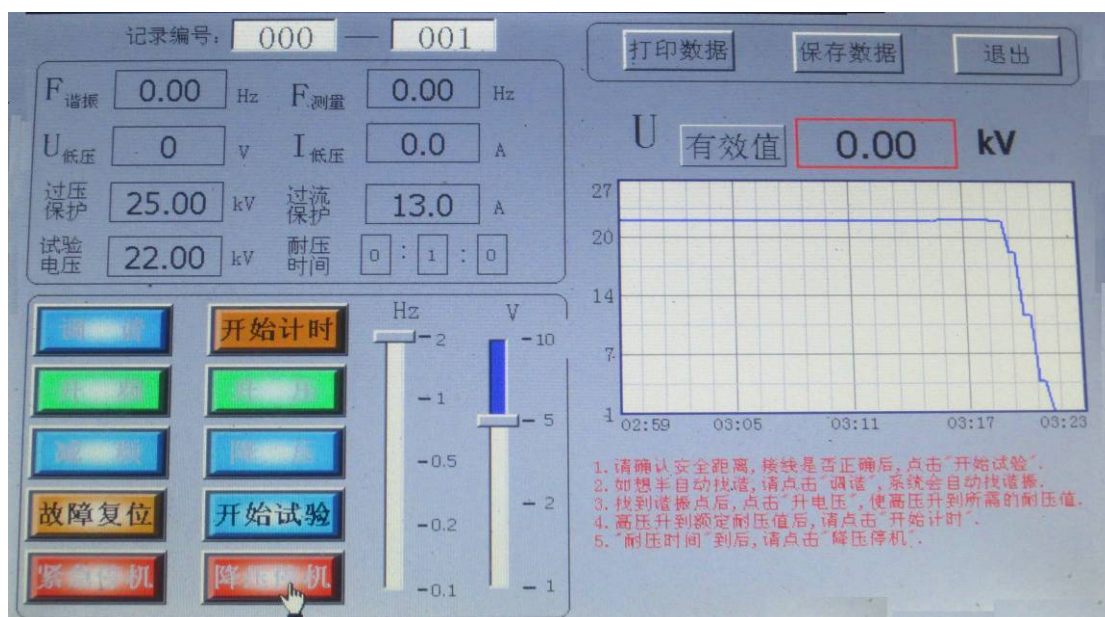 记录编号: 000 — 001
打印数据 保存数据 退出
F谐振 0.00 Hz F测量 0.00 Hz
U低压 0 V I低压 0.0 A
过压保护 25.00 kV 过流保护 13.0 A
试验电压 22.00 kV 耐压时间 0 : 1 : 0
U 有效值 0.00 kV
27
20
14
7
1
02:59 03:05 03:11 03:17 03:23
Hz V
2 10
1
5
0.5
2
0.2
0.1 1
开始计时
故障复位 开始试验
紧急停机 降压停机
1.请确认安全距离,接线是否正确后,点击"开始试验".
2.如想半自动找谐,请点击"调谐",系统会自动找谐振.
3.找到谐振点后,点击"升电压",使高压升到所需的耐压值.
4.高压升到额定耐压值后,请点击"开始计时".
5."耐压时间"到后,请点击"降压停机".